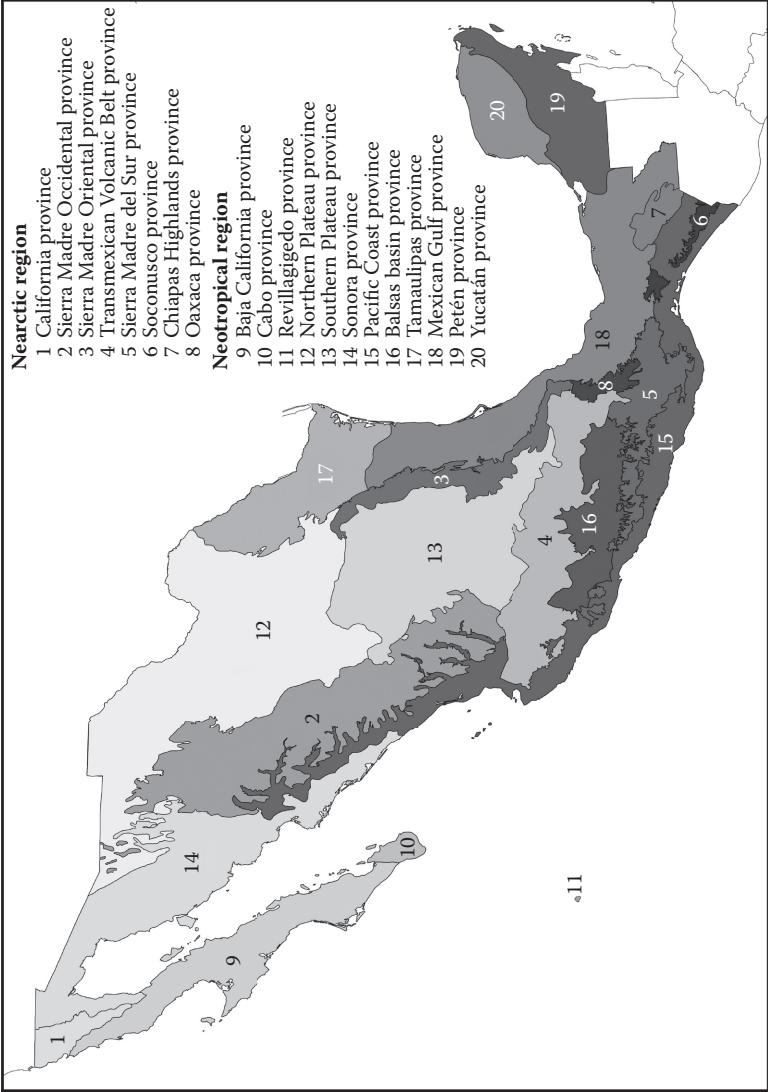 Nearctic region
1 California province
2 Sierra Madre Occidental province
3 Sierra Madre Oriental province
4 Transmexican Volcanic Belt province
5 Sierra Madre del Sur province
6 Soconusco province
7 Chiapas Highlands province
8 Oaxaca province
Neotropical region
9 Baja California province
10 Cabo province
11 Revillagigedo province
12 Northern Plateau province
13 Southern Plateau province
14 Sonora province
15 Pacific Coast province
16 Balsas basin province
17 Tamaulipas province
18 Mexican Gulf province
19 Petén province
20 Yucatán province
1
14
9
2
12
10
11
17
13
3
4
16
15
18
8
5
7
6
20
19